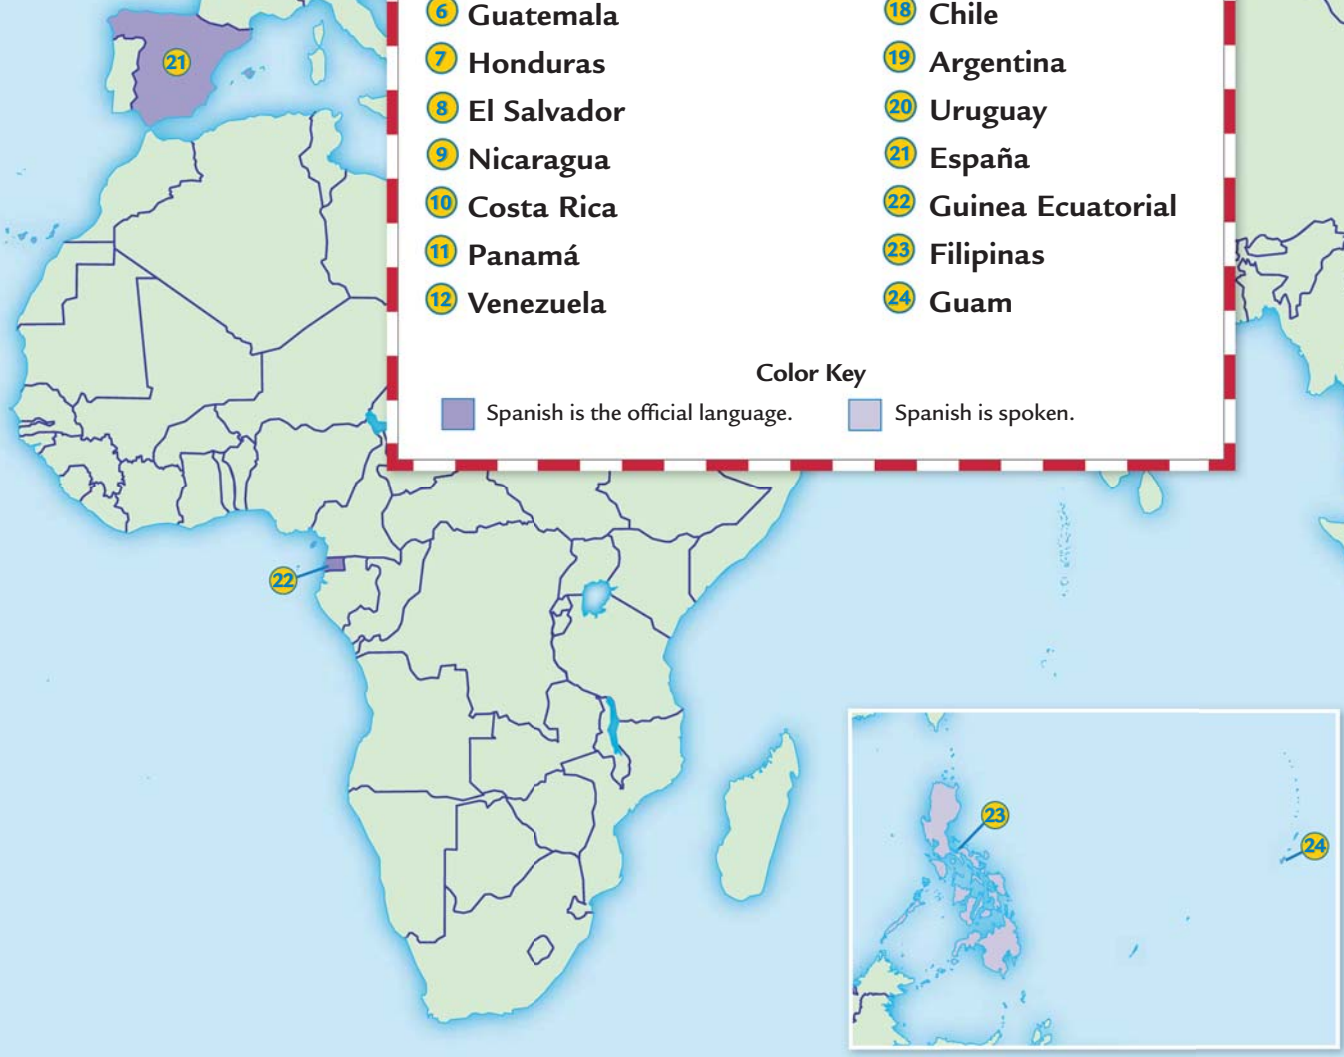 6 Guatemala
7 Honduras
8 El Salvador
9 Nicaragua
10 Costa Rica
11 Panamá
12 Venezuela
18 Chile
19 Argentina
20 Uruguay
21 España
22 Guinea Ecuatorial
23 Filipinas
24 Guam
Color Key
Spanish is the official language.
Spanish is spoken.
21
22
23
24